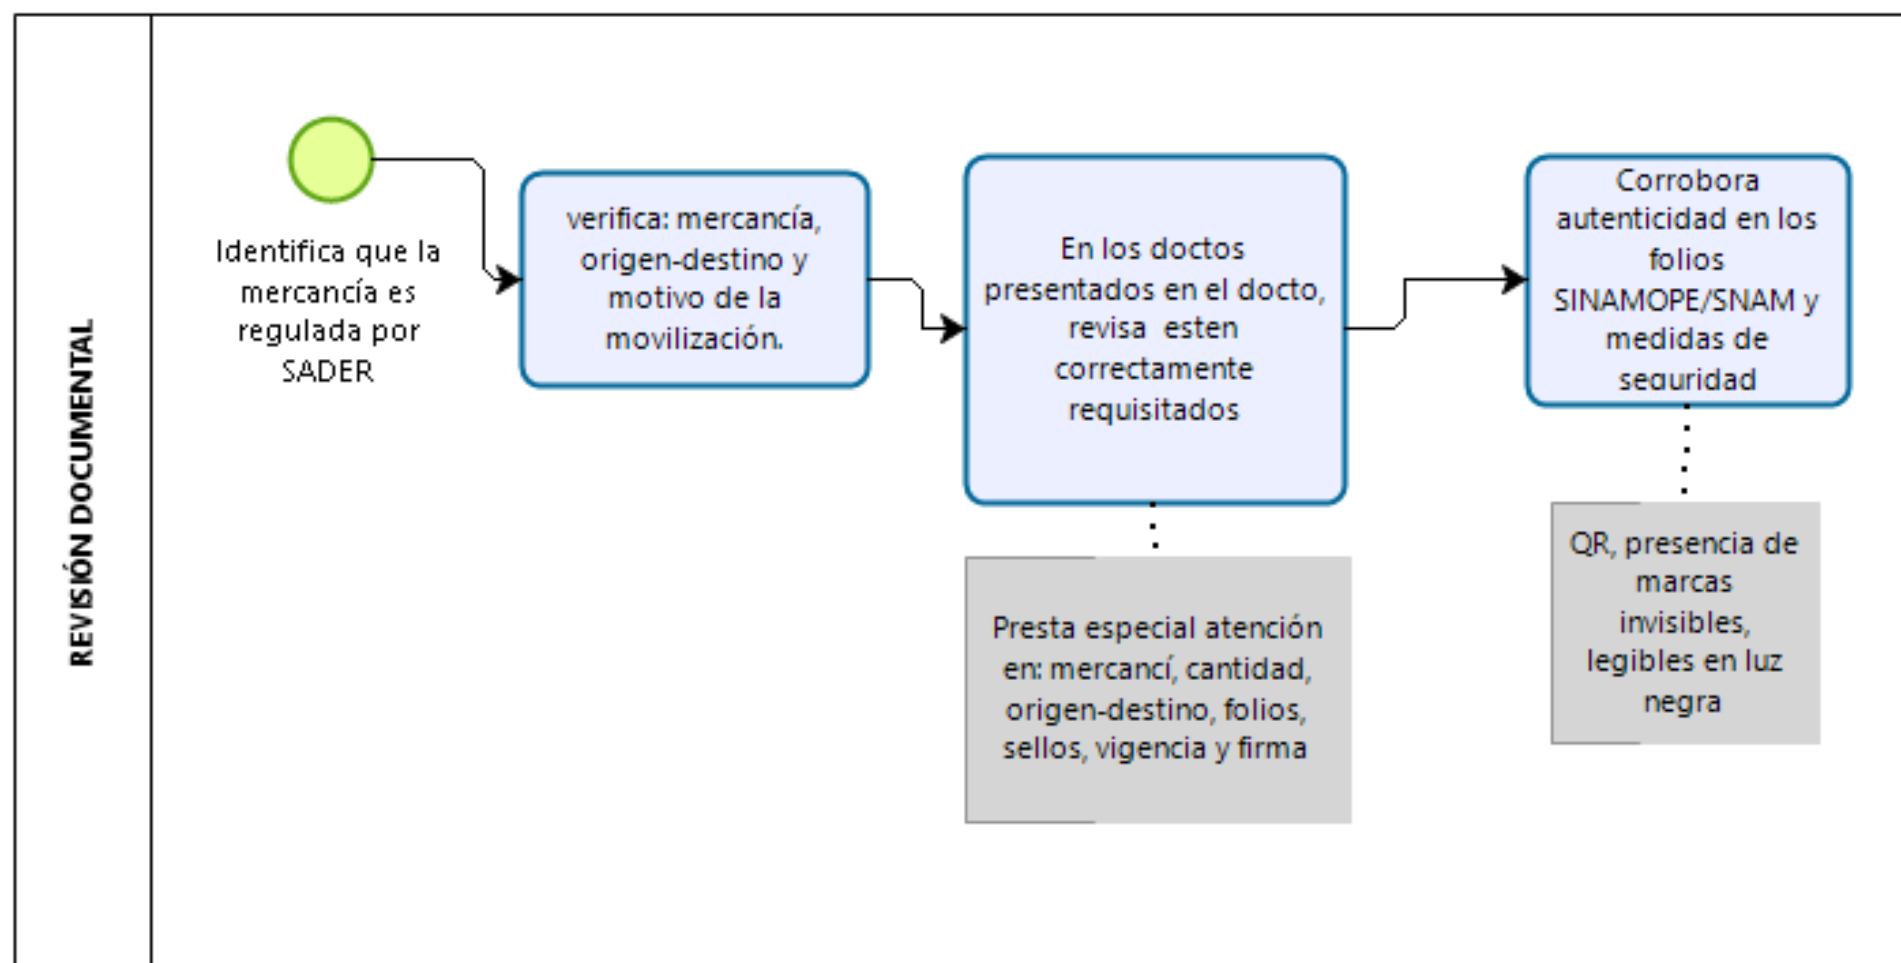 REVISIÓN DOCUMENTAL
Identifica que la
mercancía es
regulada por
SADER
verifica: mercancía,
origen-destino y
motivo de la
movilización.
En los doctos
presentados en el docto,
revisa esten
correctamente
requisitados
Presta especial atención
en: mercancí, cantidad,
origen-destino, folios,
sellos, vigencia y firma
Corrobora
autenticidad en los
folios
SINAMOPE/SNAM y
medidas de
seguridad
QR, presencia de
marcas
invisibles,
legibles en luz
negra